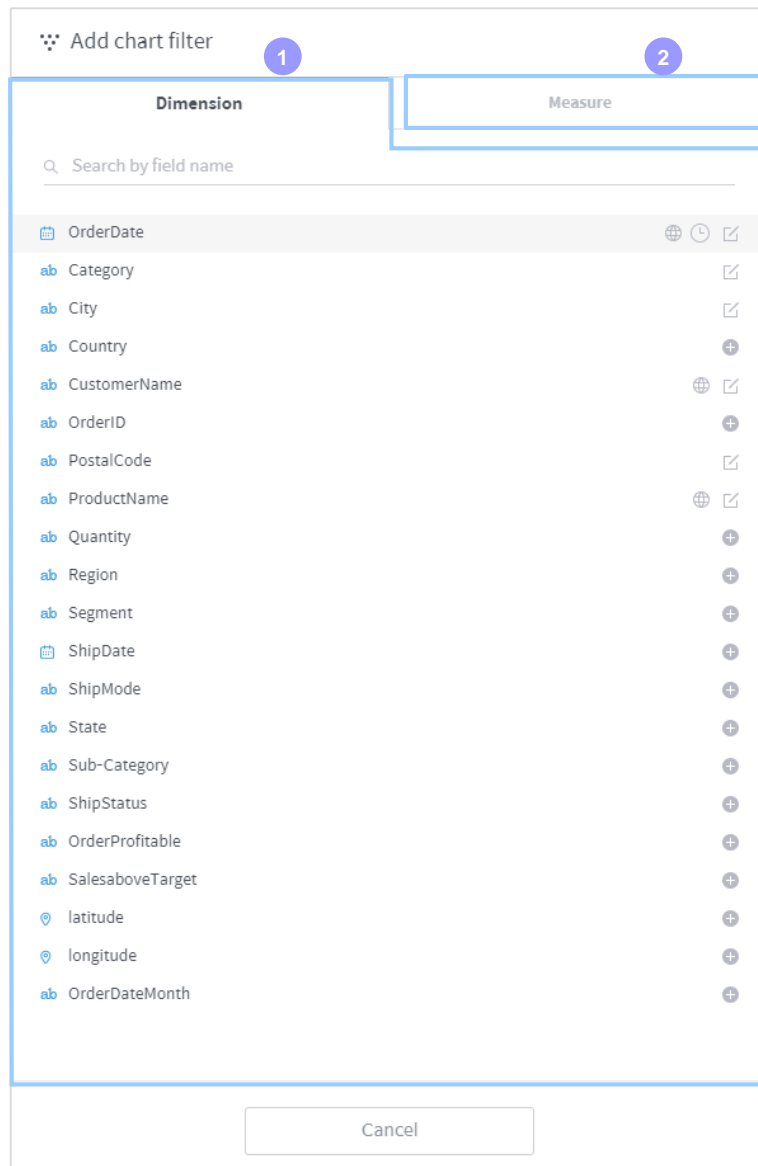 Add chart filter
1
2
Dimension
Measure
Search by field name
OrderDate
ab Category
ab City
ab Country
ab CustomerName
ab OrderID
ab PostalCode
ab ProductName
ab Quantity
ab Region
ab Segment
ShipDate
ab ShipMode
ab State
ab Sub-Category
ab ShipStatus
ab OrderProfitable
ab SalesaboveTarget
latitude
longitude
ab OrderDateMonth
Cancel